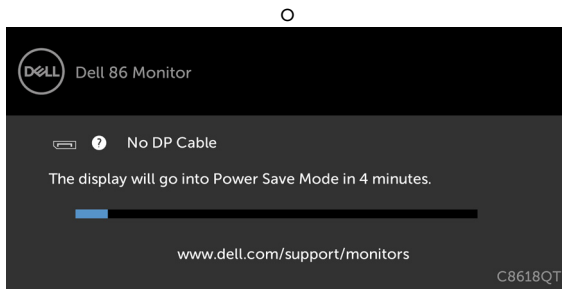 O
DELL
Dell 86 Monitor
? No DP Cable
The display will go into Power Save Mode in 4 minutes.
www.dell.com/support/monitors
C8618QT